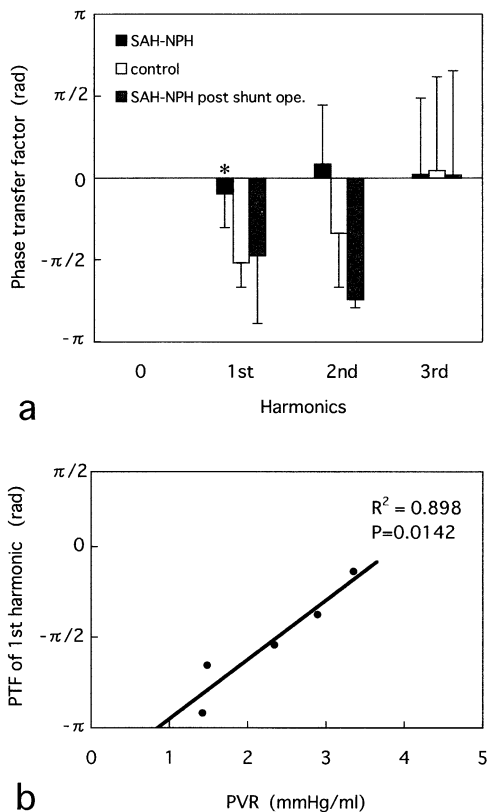 π
SAH-NPH
control
π/2
SAH-NPH post shunt ope.
Phase transfer factor (rad)
*
0
-π/2
-π
0 1st 2nd 3rd
a
Harmonics
π/2
R² = 0.898
P=0.0142
0
PTF of 1st harmonic (rad)
-π/2
-π
0 1 2 3 4 5
b
PVR (mmHg/ml)